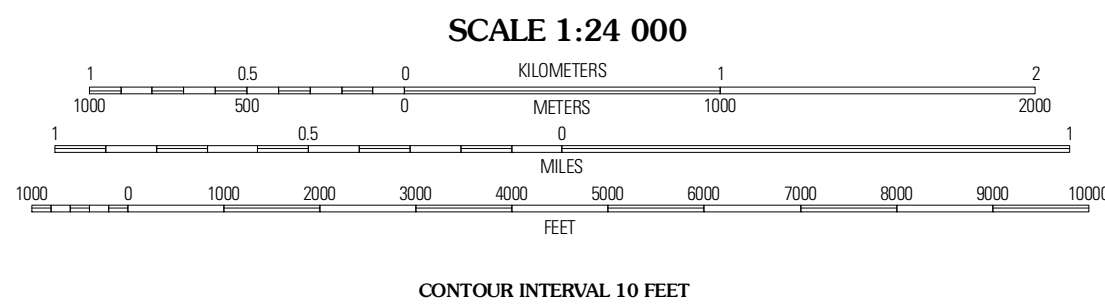 SCALE 1:24 000
1 0.5 0 KILOMETERS 1 2
1000 500 0 METERS 1000 2000
1 0.5 0 1
MILES
1000 0 1000 2000 3000 4000 5000 6000 7000 8000 9000 10000
FEET
CONTOUR INTERVAL 10 FEET